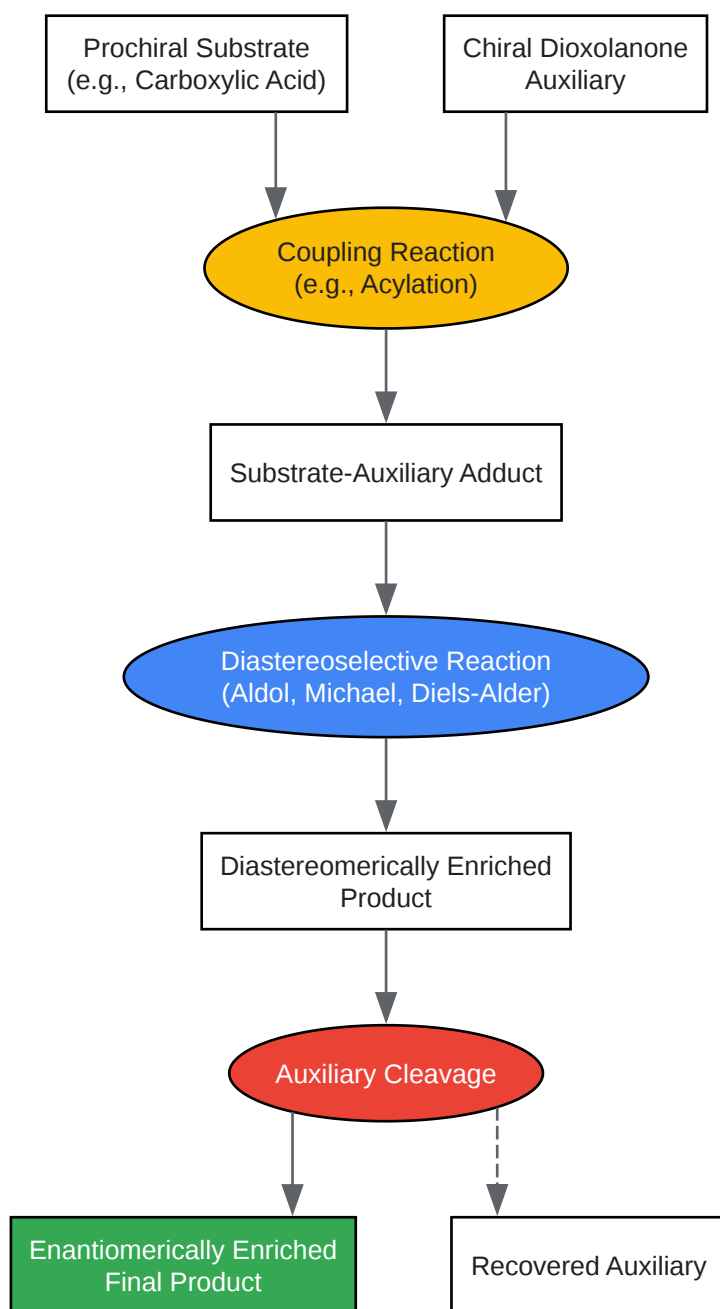 Prochiral Substrate
(e.g., Carboxylic Acid)
Chiral Dioxolanone
Auxiliary
Coupling Reaction
(e.g., Acylation)
Substrate-Auxiliary Adduct
Diastereoselective Reaction
(Aldol, Michael, Diels-Alder)
Diastereomerically Enriched
Product
Auxiliary Cleavage
Enantiomerically Enriched
Final Product
Recovered Auxiliary